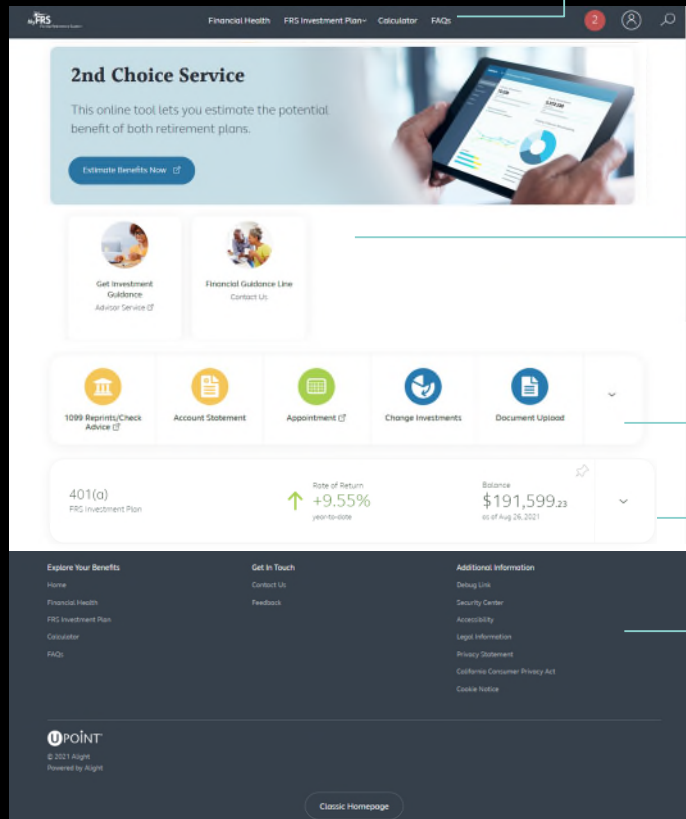 MyFRS
Financial Health FRS Investment Plan Calculator FAQs 2
2nd Choice Service
This online tool lets you estimate the potential
benefit of both retirement plans.
Estimate Benefits Now
Get Investment
Guidance
Advisor Service
Financial Guidance Line
Contact Us
1099 Reprints/Check
Advice
Account Statement
Appointment
Change Investments
Document Upload
401(a)
FRS Investment Plan
Rate of Return
+9.55%
year-to-date
Balance
$191,599.23
as of Aug 26, 2021
Explore Your Benefits
Home
Financial Health
FRS Investment Plan
Calculator
FAQs
Get In Touch
Contact Us
Feedback
Additional Information
Debug Link
Security Center
Accessibility
Legal Information
Privacy Statement
California Consumer Privacy Act
Cookie Notice
UPOINT
© 2021 Alight
Powered by Alight
Classic Homepage